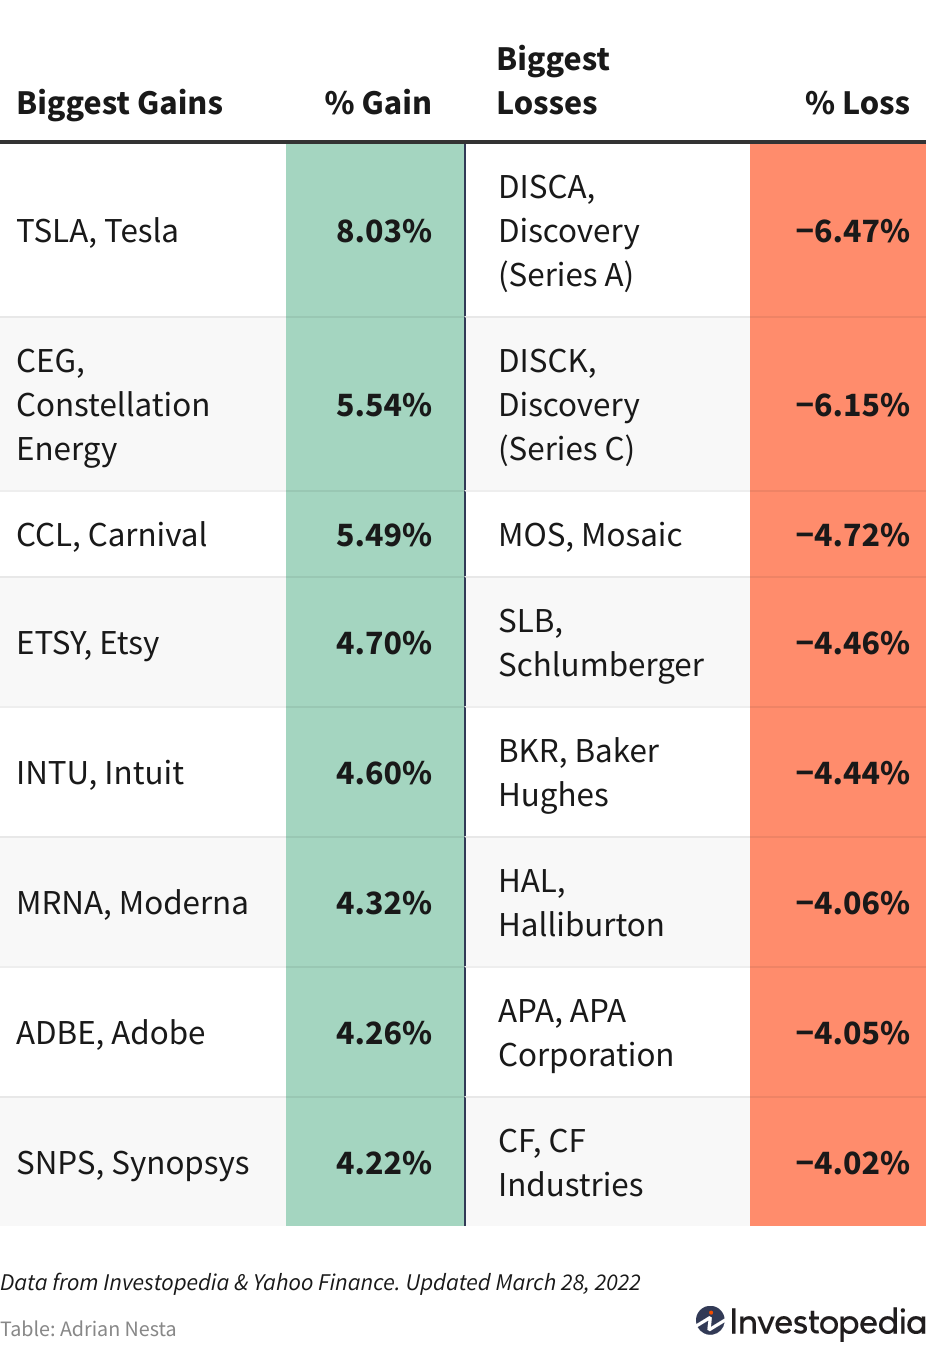 Biggest Gains % Gain Biggest Losses % Loss
TSLA, Tesla 8.03% DISCA, Discovery (Series A) −6.47%
CEG, Constellation Energy 5.54% DISCK, Discovery (Series C) −6.15%
CCL, Carnival 5.49% MOS, Mosaic −4.72%
ETSY, Etsy 4.70% SLB, Schlumberger −4.46%
INTU, Intuit 4.60% BKR, Baker Hughes −4.44%
MRNA, Moderna 4.32% HAL, Halliburton −4.06%
ADBE, Adobe 4.26% APA, APA Corporation −4.05%
SNPS, Synopsys 4.22% CF, CF Industries −4.02%
Data from Investopedia & Yahoo Finance. Updated March 28, 2022
Table: Adrian Nesta
Investopedia